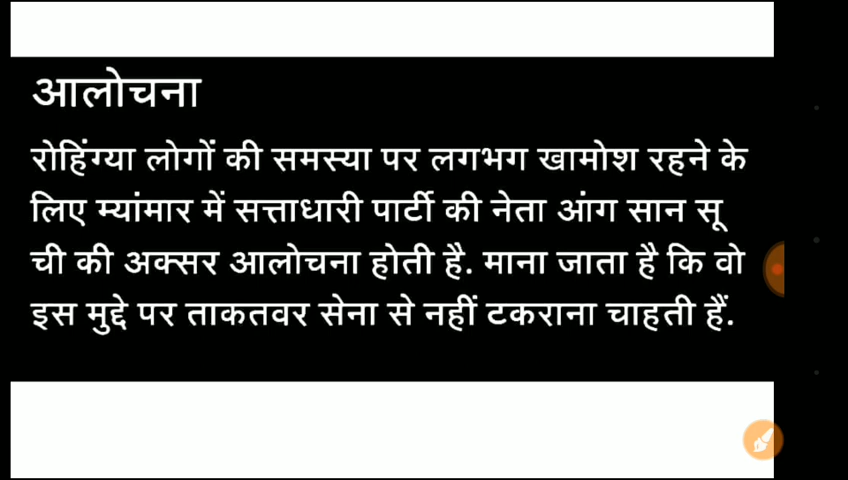 आलोचना
रोहिंग्या लोगों की समस्या पर लगभग खामोश रहने के
लिए म्यांमार में सत्ताधारी पार्टी की नेता आंग सान सू
ची की अक्सर आलोचना होती है. माना जाता है कि वो
इस मुद्दे पर ताकतवर सेना से नहीं टकराना चाहती हैं.